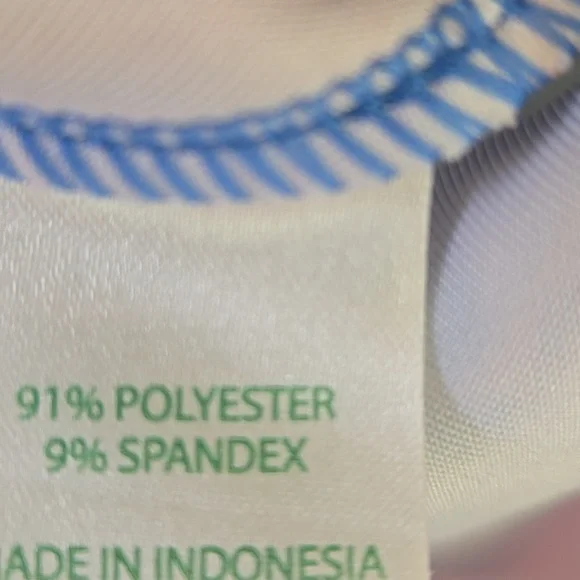 91% POLYESTER
9% SPANDEX
ADE IN INDONESIA